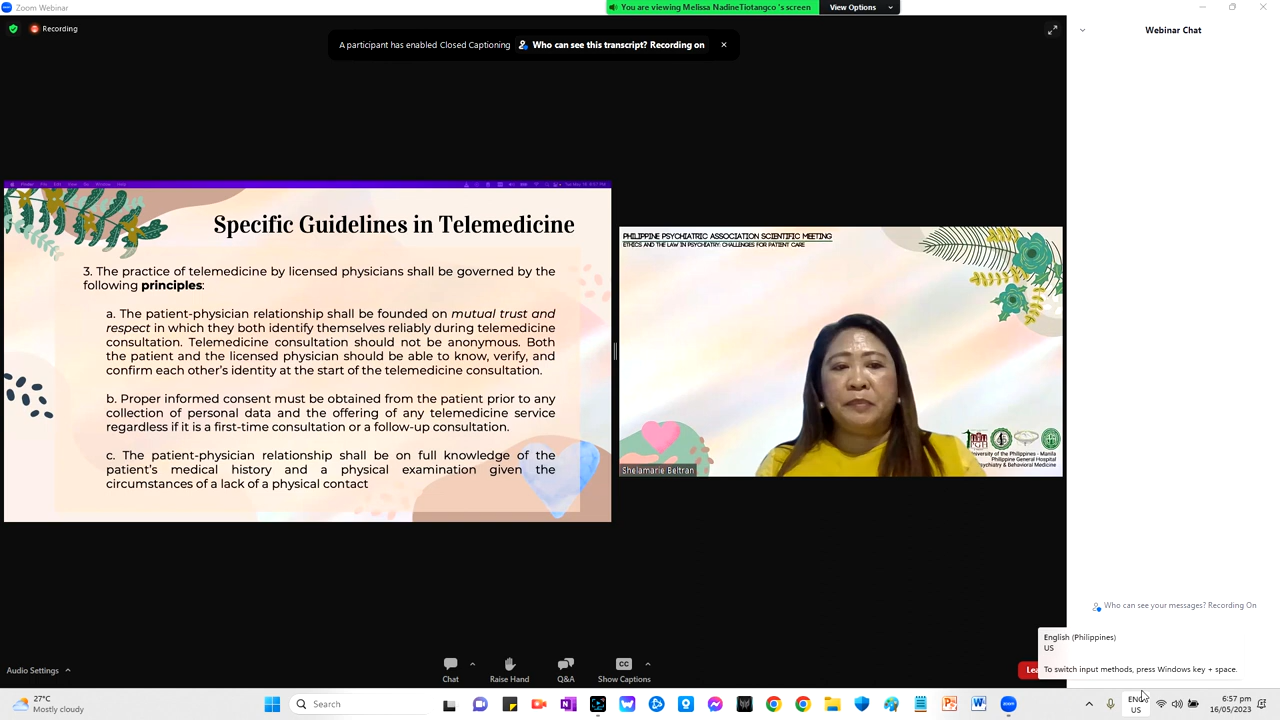 Zoom Webinar
You are viewing Melissa NadineTiotangco 's screen
View Options
Recording
A participant has enabled Closed Captioning
Who can see this transcript? Recording on
Webinar Chat
Specific Guidelines in Telemedicine
3. The practice of telemedicine by licensed physicians shall be governed by the
following principles:
a. The patient-physician relationship shall be founded on mutual trust and
respect in which they both identify themselves reliably during telemedicine
consultation. Telemedicine consultation should not be anonymous. Both
the patient and the licensed physician should be able to know, verify, and
confirm each other's identity at the start of the telemedicine consultation.
b. Proper informed consent must be obtained from the patient prior to any
collection of personal data and the offering of any telemedicine service
regardless if it is a first-time consultation or a follow-up consultation.
c. The patient-physician relationship shall be on full knowledge of the
patient's medical history and a physical examination given the
circumstances of a lack of a physical contact
PHILIPPINE PSYCHIATRIC ASSOCIATION SCIENTIFIC MEETING
ETHICS AND THE LAW IN PSYCHIATRY: CHALLENGES FOR PATIENT CARE
University of the Philippines - Manila
Philippine General Hospital
Psychiatry & Behavioral Medicine
Shelamarie Beltran
Who can see your messages? Recording On
English (Philippines)
US
To switch input methods, press Windows key + space.
Audio Settings
Chat
Raise Hand
Q&A
CC
Show Captions
Lea
27°C
Mostly cloudy
Search
ENG
US
6:57 pm
16/05/2023